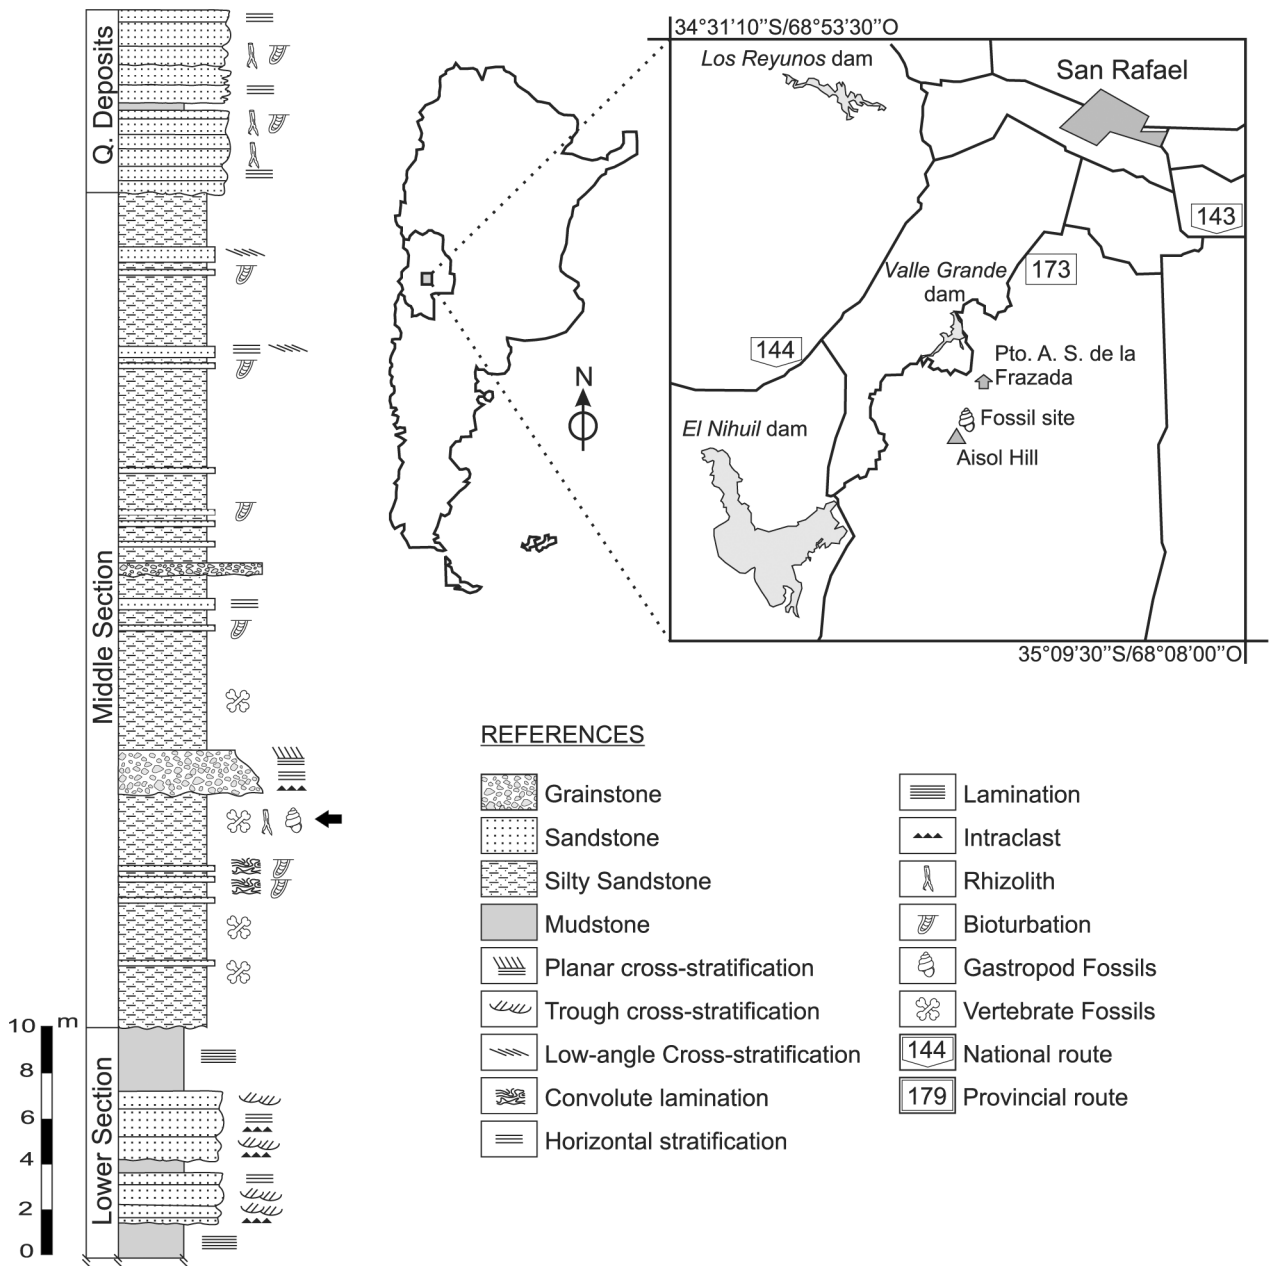 Q. Deposits
Middle Section
Lower Section
10 m
8
6
4
2
0
34°31'10''S/68°53'30''O
Los Reyunos dam
San Rafael
143
Valle Grande
dam
173
144
Pto. A. S. de la
Frazada
Fossil site
Aisol Hill
El Nihuil dam
N
35°09'30''S/68°08'00''O
REFERENCES
Grainstone
Sandstone
Silty Sandstone
Mudstone
Planar cross-stratification
Trough cross-stratification
Low-angle Cross-stratification
Convolute lamination
Horizontal stratification
Lamination
Intraclast
Rhizolith
Bioturbation
Gastropod Fossils
Vertebrate Fossils
144 National route
179 Provincial route